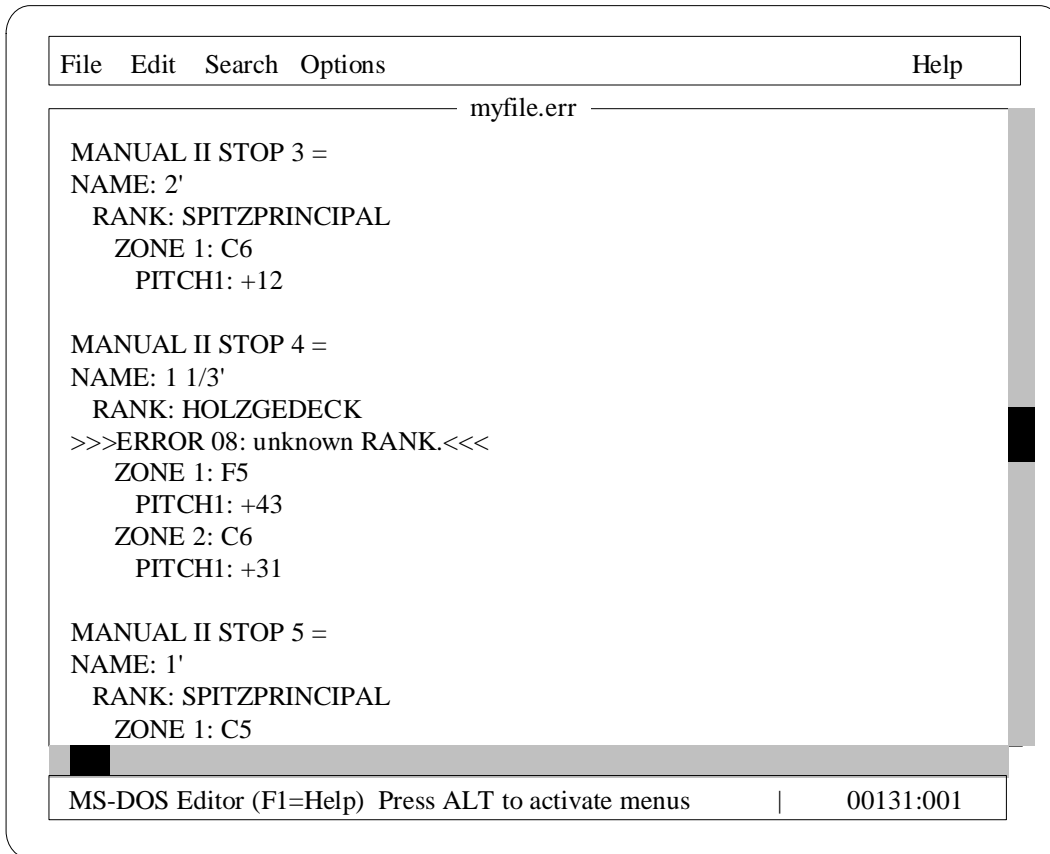 File Edit Search Options Help
myfile.err
MANUAL II STOP 3 =
NAME: 2'
RANK: SPITZPRINCIPAL
ZONE 1: C6
PITCH1: +12
MANUAL II STOP 4 =
NAME: 1 1/3'
RANK: HOLZGEDECK
>>>ERROR 08: unknown RANK.<<<
ZONE 1: F5
PITCH1: +43
ZONE 2: C6
PITCH1: +31
MANUAL II STOP 5 =
NAME: 1'
RANK: SPITZPRINCIPAL
ZONE 1: C5
MS-DOS Editor (F1=Help) Press ALT to activate menus | 00131:001